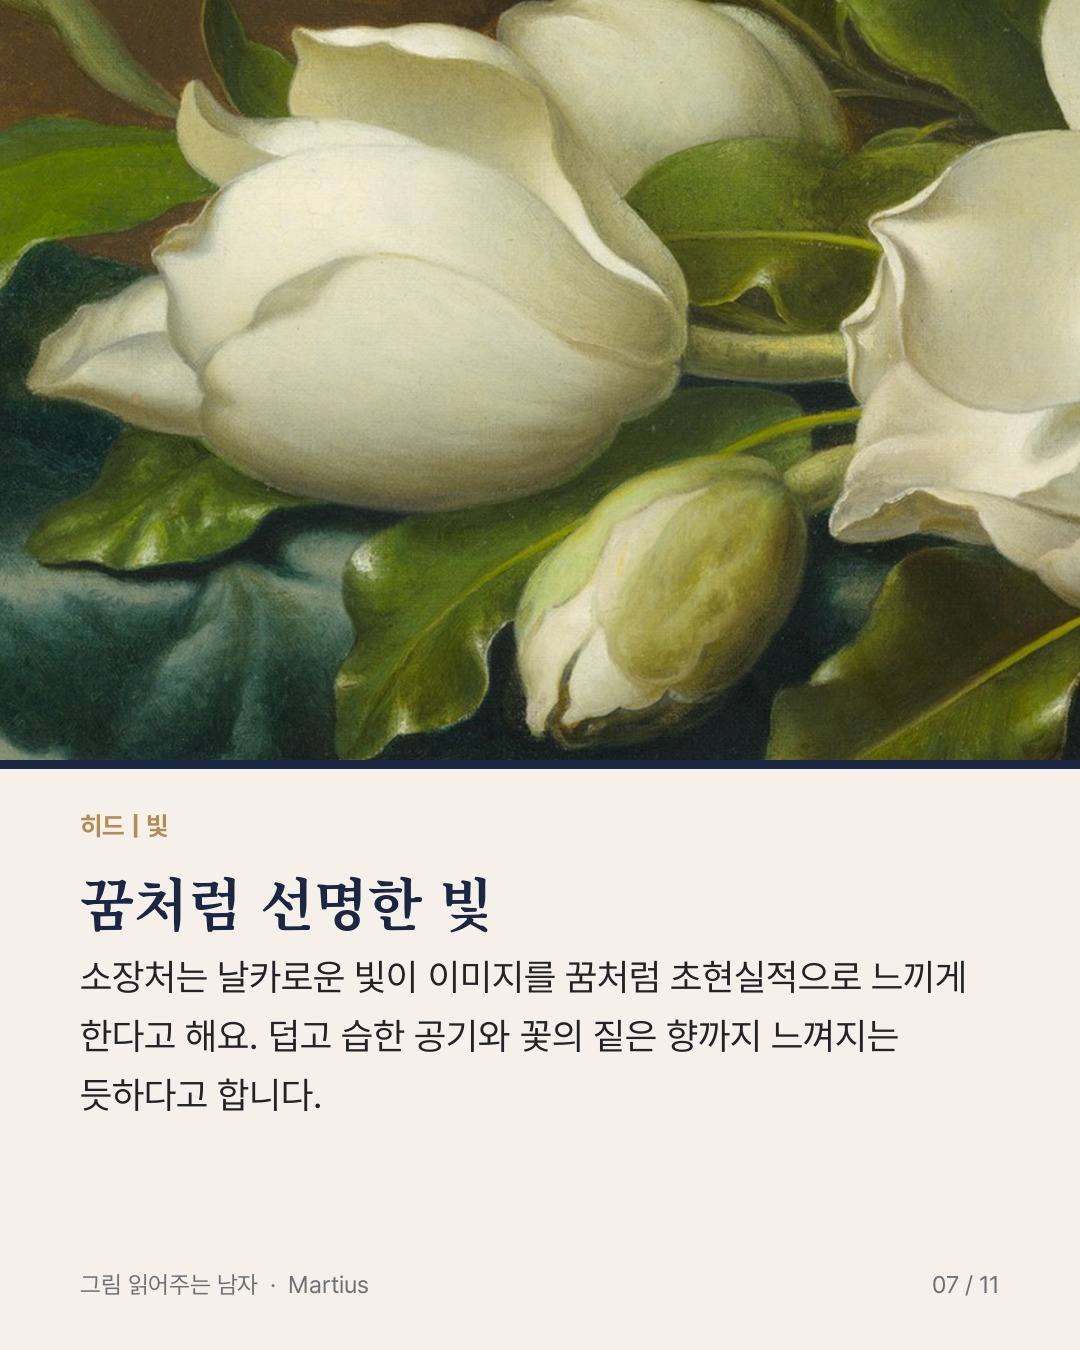 히드 | 빛
꿈처럼 선명한 빛
소장처는 날카로운 빛이 이미지를 꿈처럼 초현실적으로 느끼게
한다고 해요. 덥고 습한 공기와 꽃의 짙은 향까지 느껴지는
듯하다고 합니다.
그림 읽어주는 남자 · Martius
07 / 11